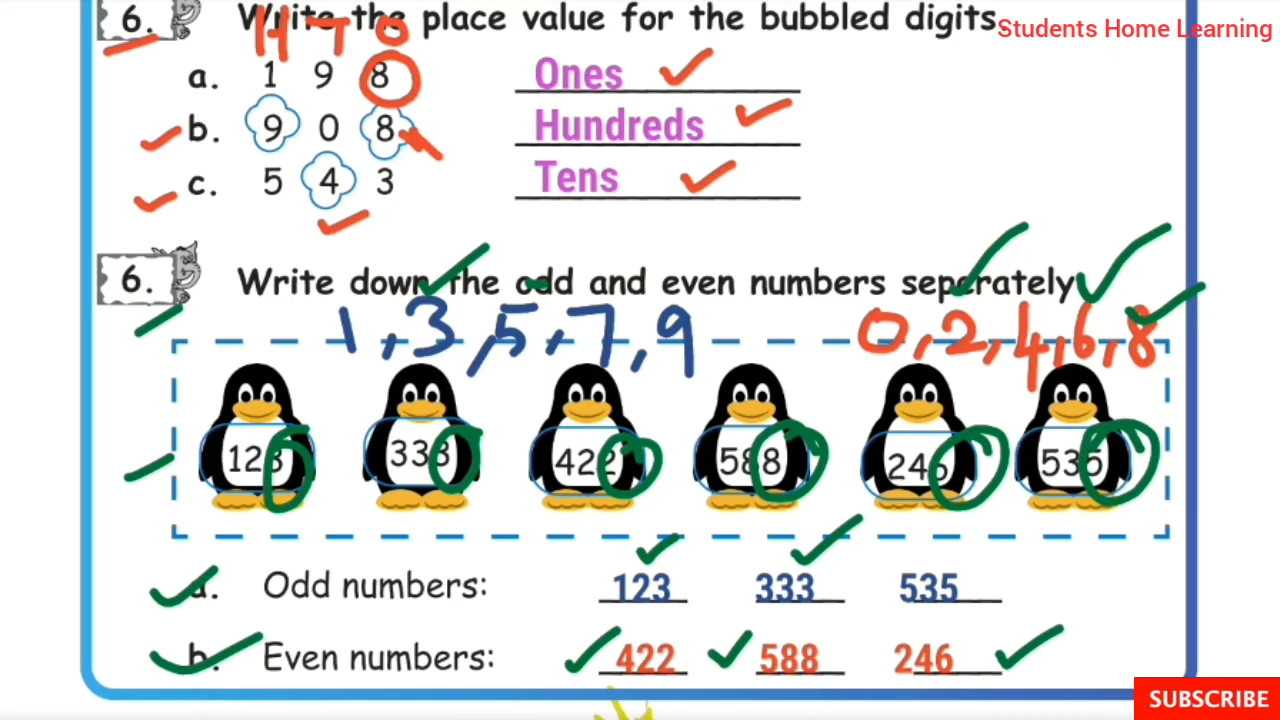 6. Write the place value for the bubbled digits.
Students Home Learning
H T O
a. 1 9 8 Ones
b. 9 0 8 Hundreds
c. 5 4 3 Tens
6. Write down the odd and even numbers seperately.
1, 3, 5, 7, 9 0, 2, 4, 6, 8
123 333 422 588 246 535
a. Odd numbers: 123 333 535
b. Even numbers: 422 588 246
SUBSCRIBE